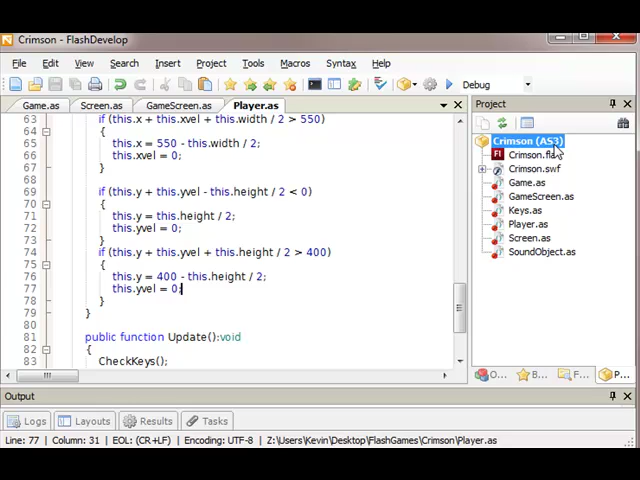 Crimson - FlashDevelop
File Edit View Search Insert Project Tools Macros Syntax Help
Debug
Game.as Screen.as GameScreen.as Player.as
Project
63 if (this.x + this.xvel + this.width / 2 > 550)
64 {
65 this.x = 550 - this.width / 2;
66 this.xvel = 0;
67 }
68
69 if (this.y + this.yvel - this.height / 2 < 0)
70 {
71 this.y = this.height / 2;
72 this.yvel = 0;
73 }
74 if (this.y + this.yvel + this.height / 2 > 400)
75 {
76 this.y = 400 - this.height / 2;
77 this.yvel = 0;
78 }
79 }
80
81 public function Update():void
82 {
83 CheckKeys();
Crimson (AS3)
Crimson.fla
Crimson.swf
Game.as
GameScreen.as
Keys.as
Player.as
Screen.as
SoundObject.as
O... B... F... P...
Output
Logs Layouts Results Tasks
Line: 77 Column: 31 EOL: (CR+LF) Encoding: UTF-8 Z:\Users\Kevin\Desktop\FlashGames\Crimson\Player.as